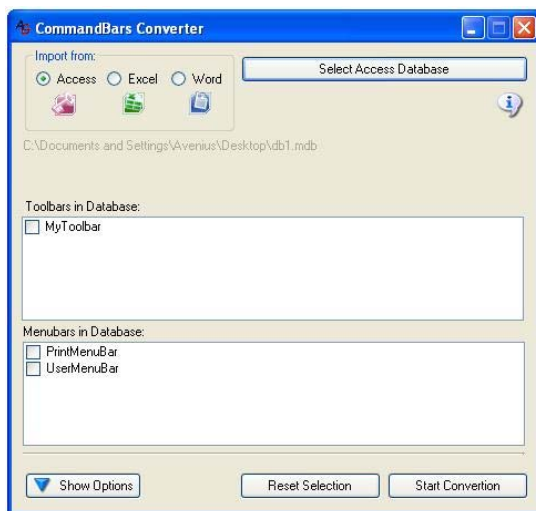 CommandBars Converter
Import from:
Access Excel Word
Select Access Database
C:\Documents and Settings\Avenius\Desktop\db1.mdb
Toolbars in Database:
MyToolbar
Menubars in Database:
PrintMenuBar
UserMenuBar
Show Options
Reset Selection
Start Convertion